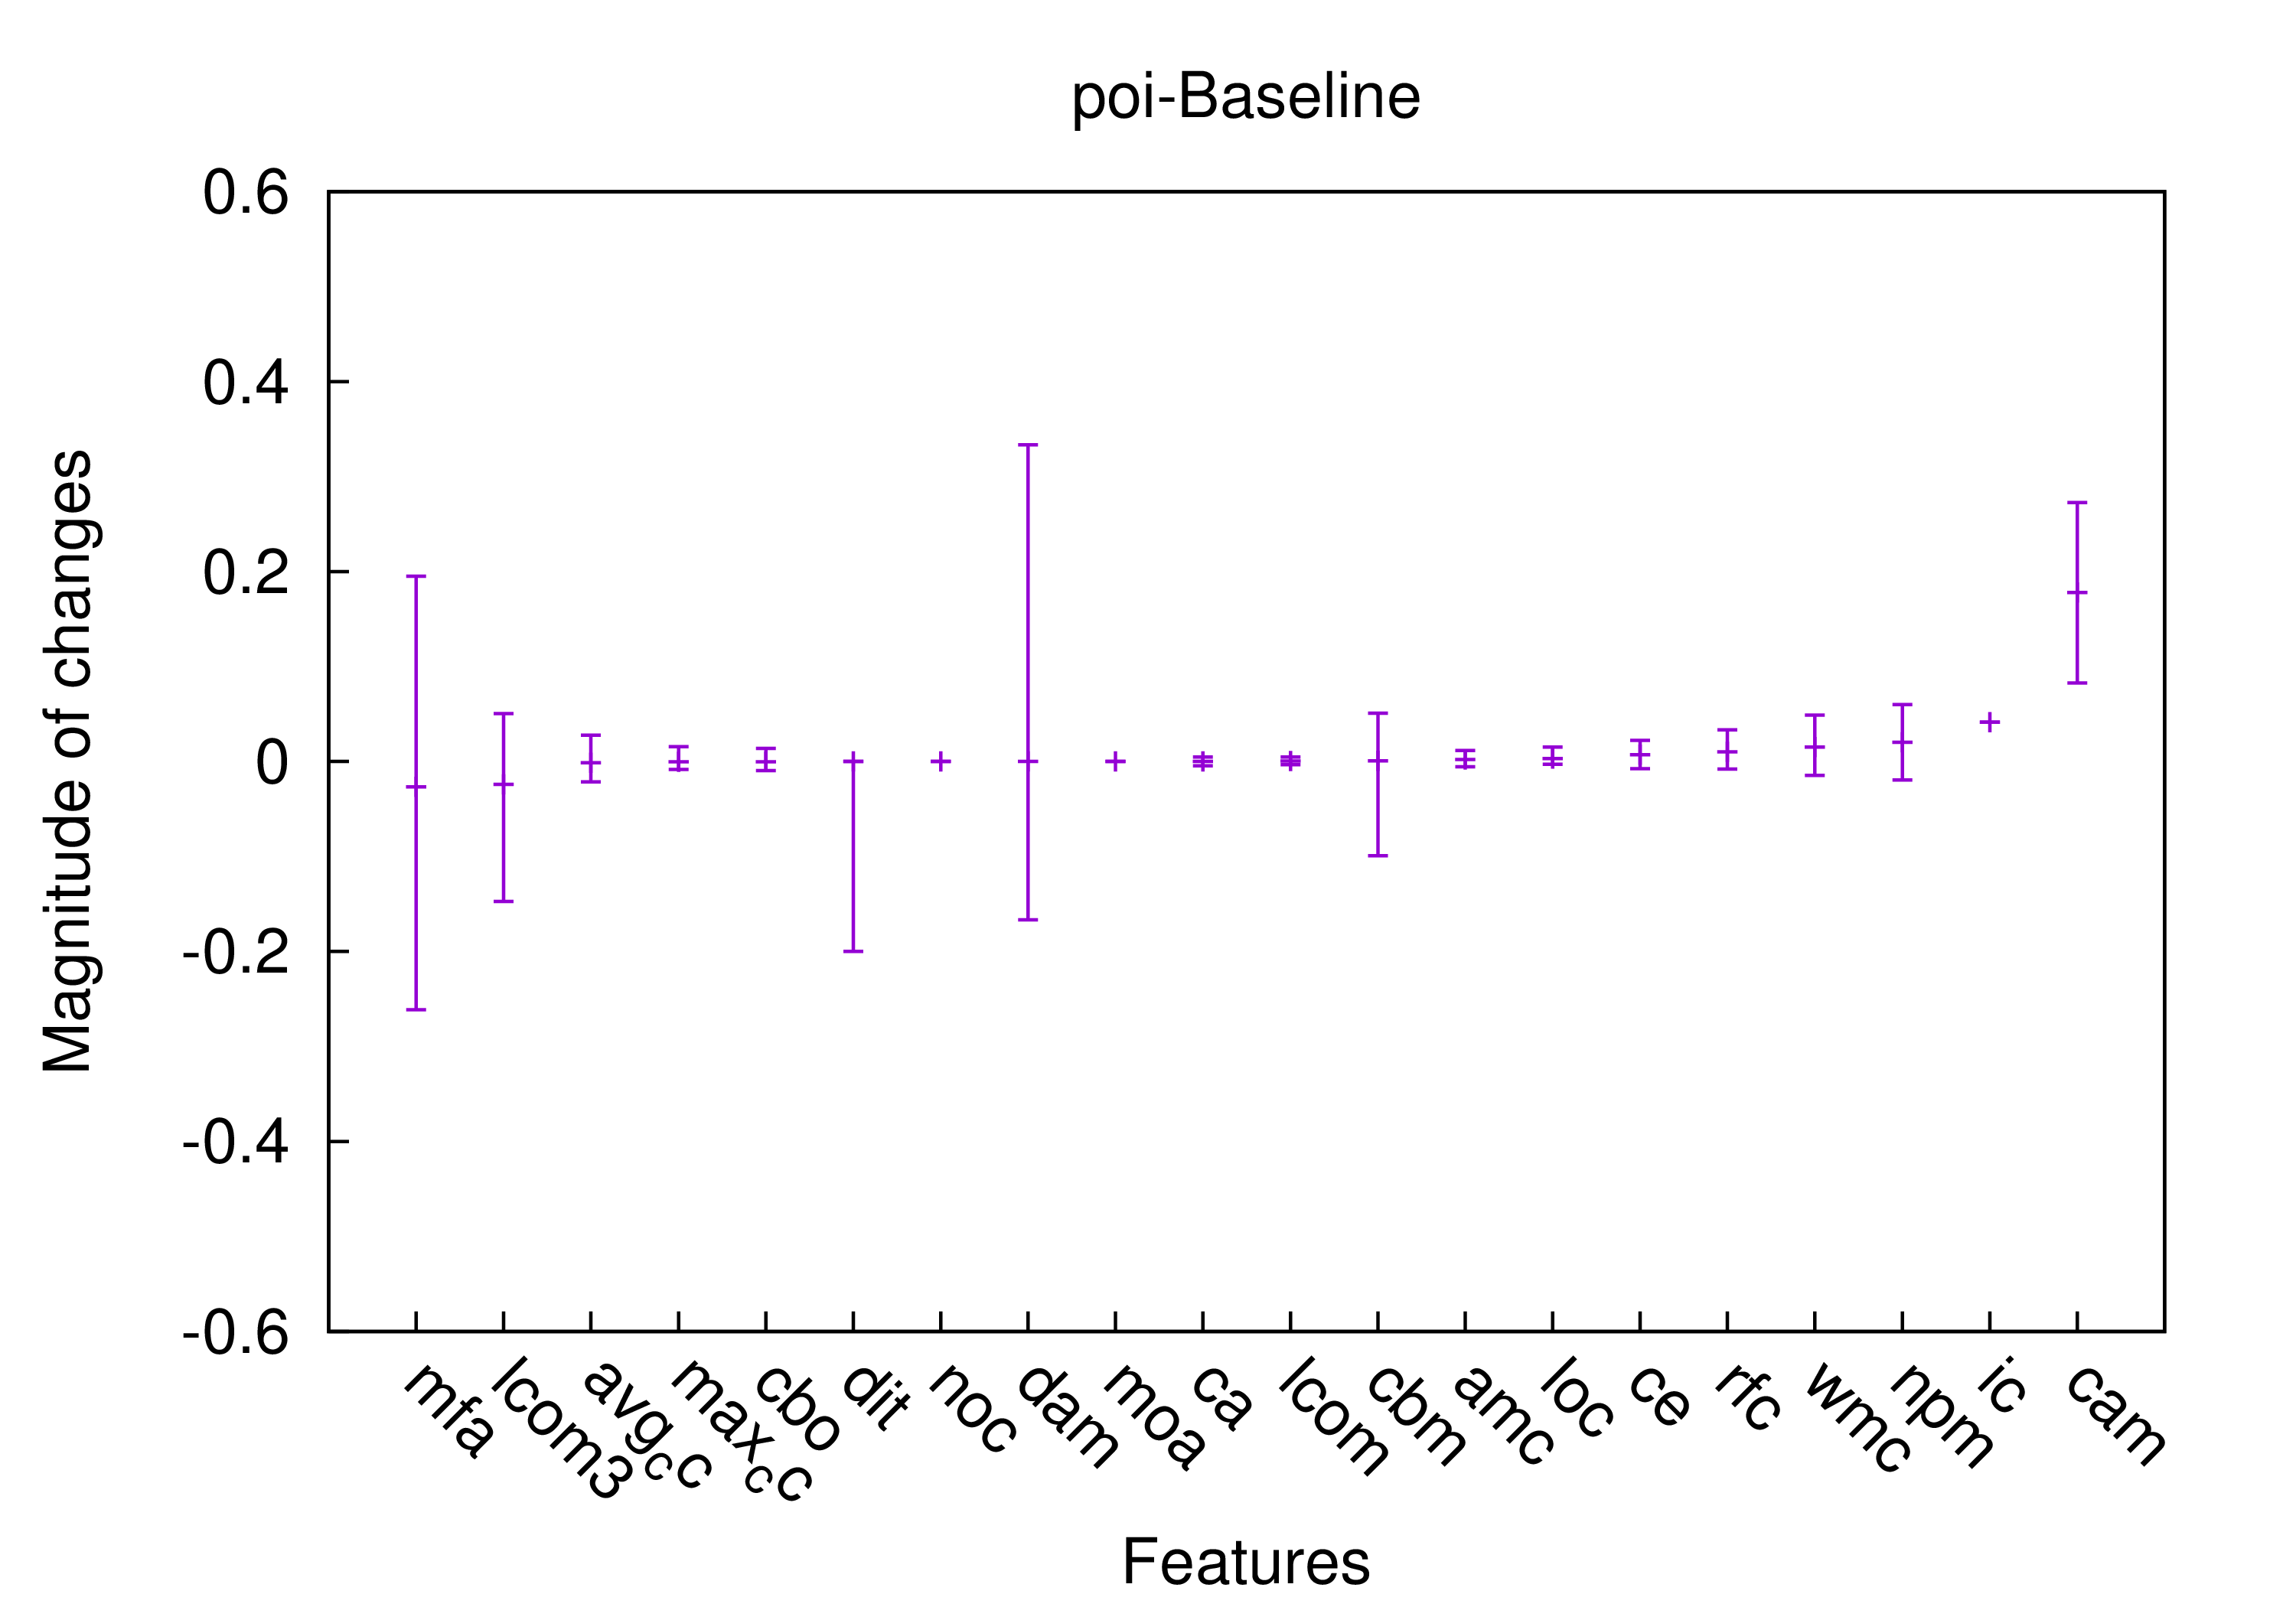 poi-Baseline
0.6
0.4
0.2
0
-0.2
-0.4
-0.6
Magnitude of changes
mfa
lcom3
avg_cc
max_cc
cbo
dit
noc
dam
moa
ca
lcom
cbm
amc
loc
ce
rfc
wmc
npm
ic
cam
Features